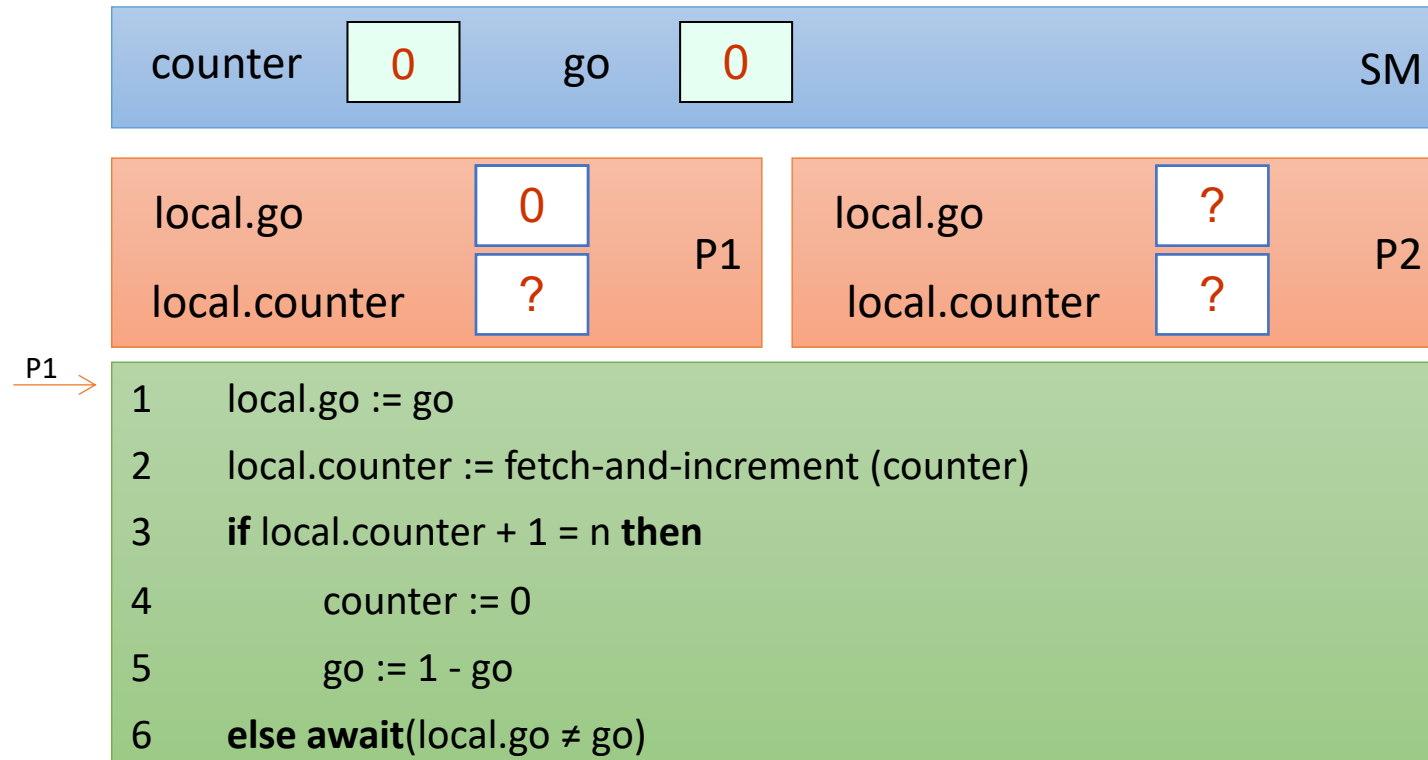 counter 0 go 0 SM
local.go 0 P1 local.go ? P2
local.counter ? local.counter ?
P1
1 local.go := go
2 local.counter := fetch-and-increment (counter)
3 if local.counter + 1 = n then
4 counter := 0
5 go := 1 - go
6 else await(local.go ≠ go)